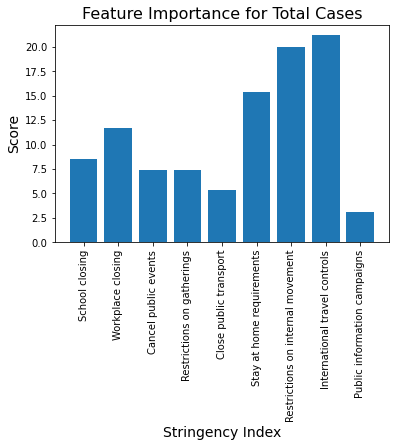 Feature Importance for Total Cases
Score
20.0
17.5
15.0
12.5
10.0
7.5
5.0
2.5
0.0
School closing
Workplace closing
Cancel public events
Restrictions on gatherings
Close public transport
Stay at home requirements
Restrictions on internal movement
International travel controls
Public information campaigns
Stringency Index